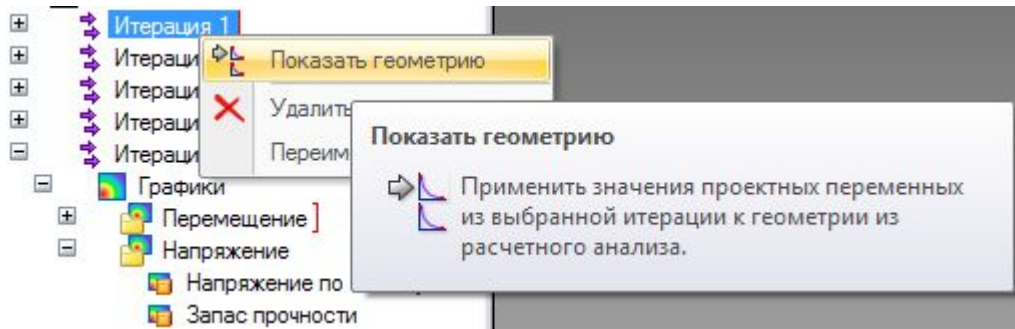 Итерация 1
Итераци
Показать геометрию
Итераци
Удалить
Итераци
Итераци
Переим
Показать геометрию
Применить значения проектных переменных
из выбранной итерации к геометрии из
расчетного анализа.
Графики
Перемещение
Напряжение
Напряжение по
Запас прочности